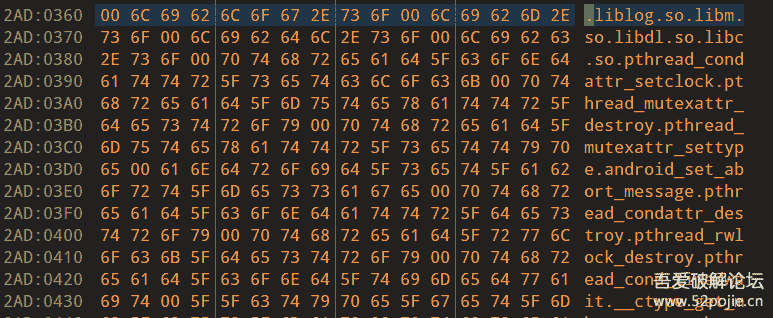 2AD:0360 00 6C 69 62 6C 6F 67 2E 73 6F 00 6C 69 62 6D 2E .liblog.so.libm.
2AD:0370 73 6F 00 6C 69 62 64 6C 2E 73 6F 00 6C 69 62 63 so.libdl.so.libc
2AD:0380 2E 73 6F 00 70 74 68 72 65 61 64 5F 63 6F 6E 64 .so.pthread_cond
2AD:0390 61 74 74 72 5F 73 65 74 63 6C 6F 63 6B 00 70 74 attr_setclock.pt
2AD:03A0 68 72 65 61 64 5F 6D 75 74 65 78 61 74 74 72 5F hread_mutexattr_
2AD:03B0 64 65 73 74 72 6F 79 00 70 74 68 72 65 61 64 5F destroy.pthread_
2AD:03C0 6D 75 74 65 78 61 74 74 72 5F 73 65 74 74 79 70 mutexattr_settyp
2AD:03D0 65 00 61 6E 64 72 6F 69 64 5F 73 65 74 5F 61 62 e.android_set_ab
2AD:03E0 6F 72 74 5F 6D 65 73 73 61 67 65 00 70 74 68 72 ort_message.pthr
2AD:03F0 65 61 64 5F 63 6F 6E 64 61 74 74 72 5F 64 65 73 ead_condattr_des
2AD:0400 74 72 6F 79 00 70 74 68 72 65 61 64 5F 72 77 6C troy.pthread_rwl
2AD:0410 6F 63 6B 5F 64 65 73 74 72 6F 79 00 70 74 68 72 ock_destroy.pthr
2AD:0420 65 61 64 5F 63 6F 6E 64 5F 74 69 6D 65 64 77 61 ead_cond
2AD:0430 69 74 00 5F 5F 63 74 79 70 65 5F 67 65 74 5F 6D it.__ctype_get_m
吾爱破解论坛
www.52pojie.cn